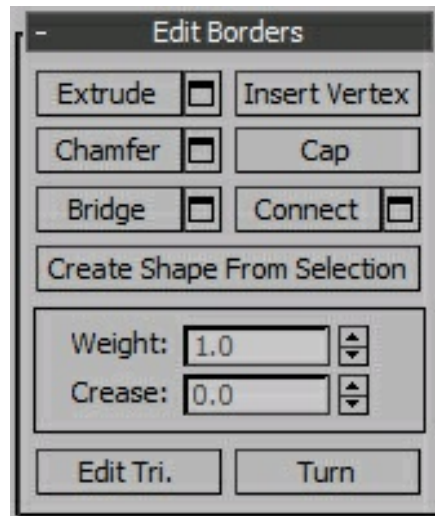 - Edit Borders
Extrude Insert Vertex
Chamfer Cap
Bridge Connect
Create Shape From Selection
Weight: 1.0
Crease: 0.0
Edit Tri. Turn